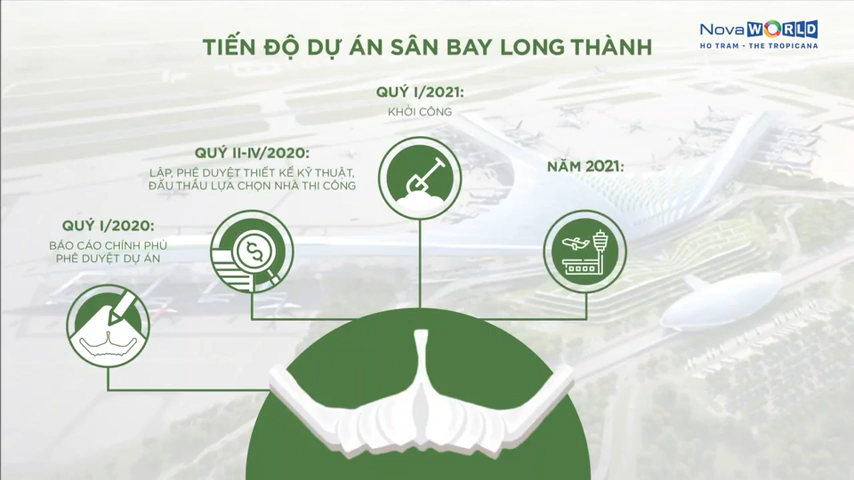 TIẾN ĐỘ DỰ ÁN SÂN BAY LONG THÀNH
NovaWORLD
HO TRAM - THE TROPICANA
QUÝ I/2021:
KHỞI CÔNG
QUÝ II-IV/2020:
LẬP, PHÊ DUYỆT THIẾT KẾ KỸ THUẬT,
ĐẤU THẦU LỰA CHỌN NHÀ THI CÔNG
NĂM 2021:
QUÝ I/2020:
BÁO CÁO CHÍNH PHỦ
PHÊ DUYỆT DỰ ÁN
$